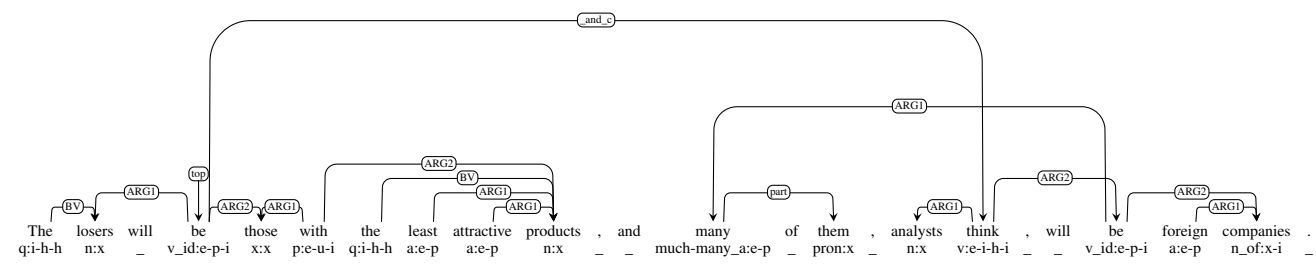 _and_c
ARG1
top
ARG2
BV
ARG1 ARG1 part ARG2 ARG2
BV ARG2 ARG1 ARG1 ARG1 ARG1
The losers will be those with the least attractive products , and many of them , analysts think , will be foreign companies .
q:i-h-h n:x _ v_id:e-p-i x:x p:e-u-i q:i-h-h a:e-p a:e-p n:x _ _ much-many_a:e-p _ pron:x _ n:x v:e-i-h-i _ _ v_id:e-p-i a:e-p n_of:x-i _